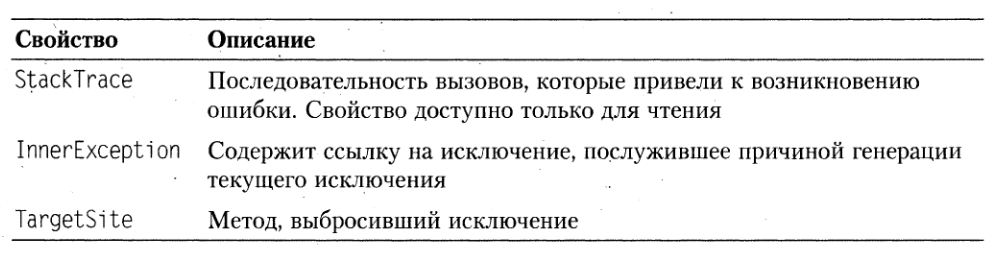 Свойство Описание
StackTrace Последовательность вызовов, которые привели к возникновению
ошибки. Свойство доступно только для чтения
InnerException Содержит ссылку на исключение, послужившее причиной генерации
текущего исключения
TargetSite Метод, выбросивший исключение